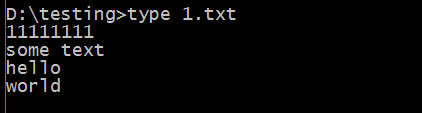 D:\testing>type 1.txt
11111111
some text
hello
world